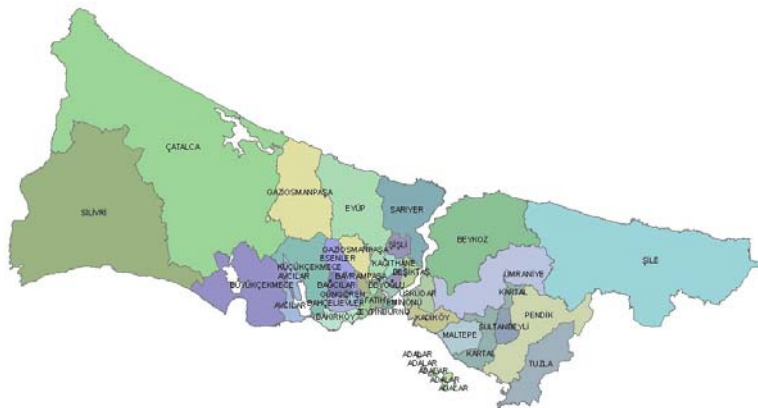 ÇATALCA
GAZİOSMANPAŞA
SİLİVRİ
EYÜP
SARIYER
BEYKOZ
ŞİLE
GAZİOSMANPAŞA
ŞİŞLİ
ESENLER
KAĞITHANE
KÜÇÜKÇEKMECE
BEŞİKTAŞ
ÜMRANİYE
AVCILAR
BAYRAMPAŞA
BÜYÜKÇEKMECE
BAĞCILAR
BEYOĞLU
ÜSKÜDAR
KARTAL
GÜNGÖREN
FATİH
EMİNÖNÜ
AVCILAR
BAHÇELİEVLER
ZEYTİNBURNU
BAKIRKÖY
KADIKÖY
PENDİK
SULTANBEYLİ
MALTEPE
KARTAL
TUZLA
ADALAR
ADALAR
ADALAR
ADALAR
ADALAR